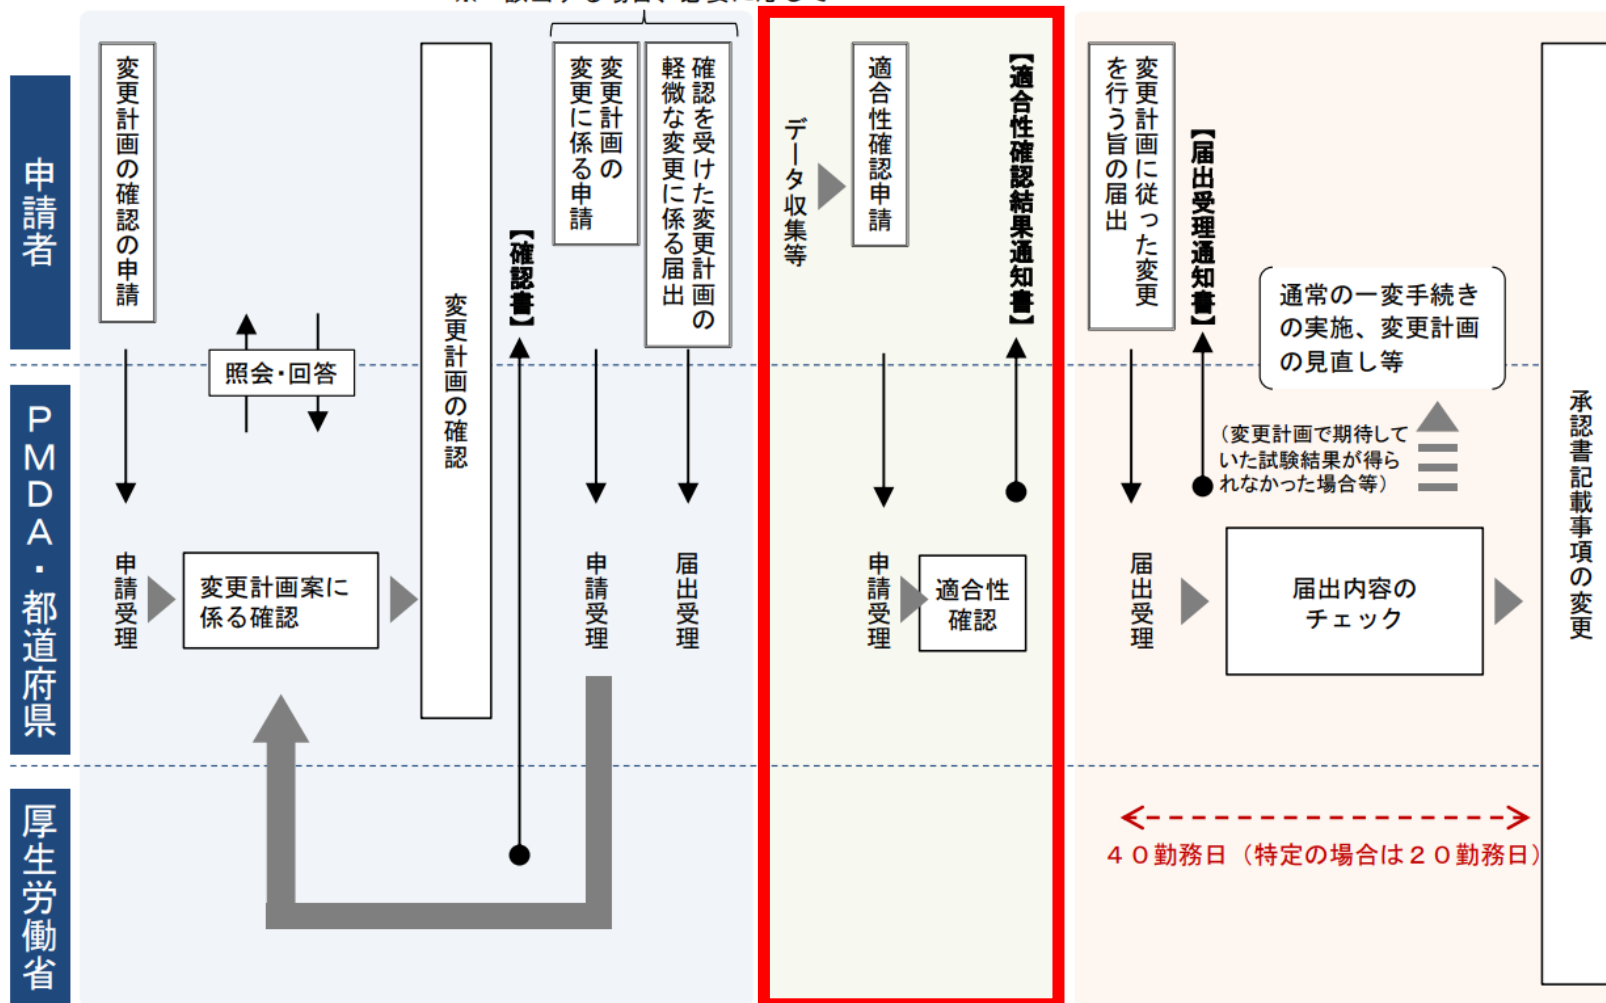 申請者
PMDA・都道府県
厚生労働省
変更計画の確認の申請
照会・回答
申請受理
変更計画案に
係る確認
変更計画の確認
【確認書】
変更計画の
変更に係る申請
確認を受けた変更計画の
軽微な変更に係る届出
申請受理
届出受理
データ収集等
適合性確認申請
【適合性確認結果通知書】
申請受理
適合性
確認
変更計画に従った変更
を行う旨の届出
【届出受理通知書】
通常の一変手続き
の実施、変更計画
の見直し等
(変更計画で期待して
いた試験結果が得ら
れなかった場合等)
届出受理
届出内容の
チェック
40勤務日(特定の場合は20勤務日)
承認書記載事項の変更